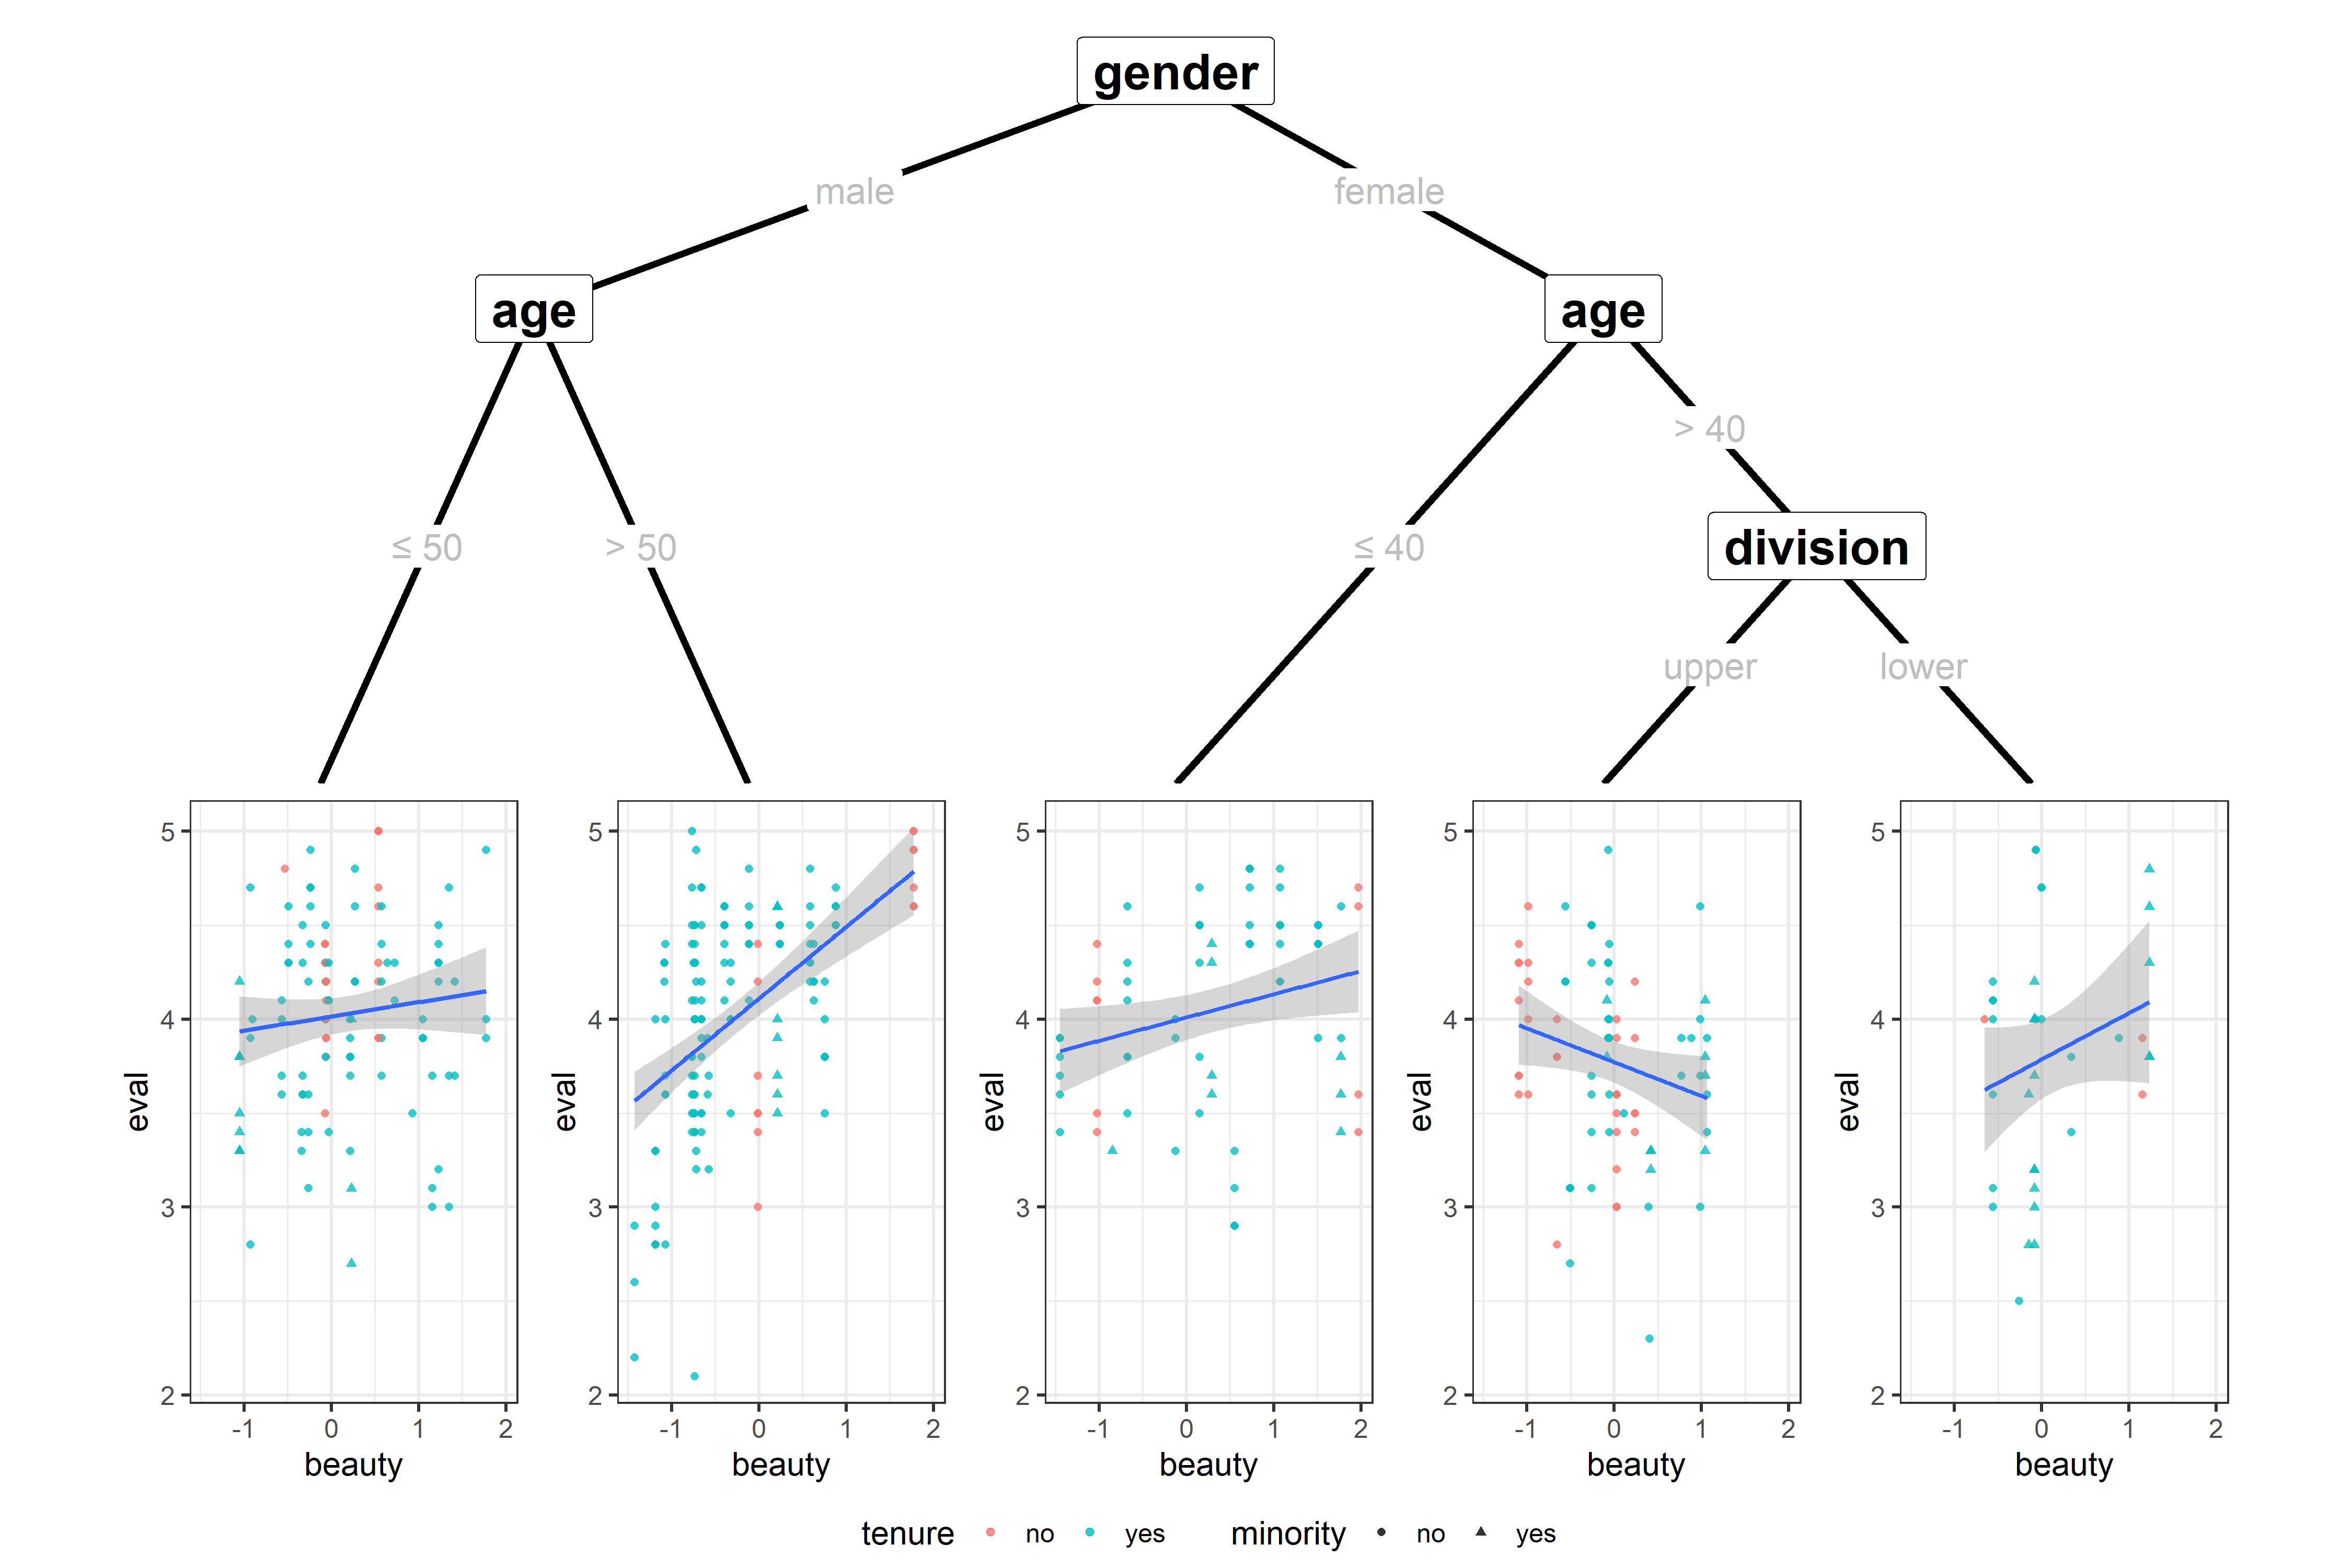 gender
male
female
age
age
> 40
≤ 50
> 50
≤ 40
division
upper
lower
5
4
3
2
eval
-1 0 1 2
beauty
5
4
3
2
eval
-1 0 1 2
beauty
5
4
3
2
eval
-1 0 1 2
beauty
5
4
3
2
eval
-1 0 1 2
beauty
5
4
3
2
eval
-1 0 1 2
beauty
tenure no yes minority no yes